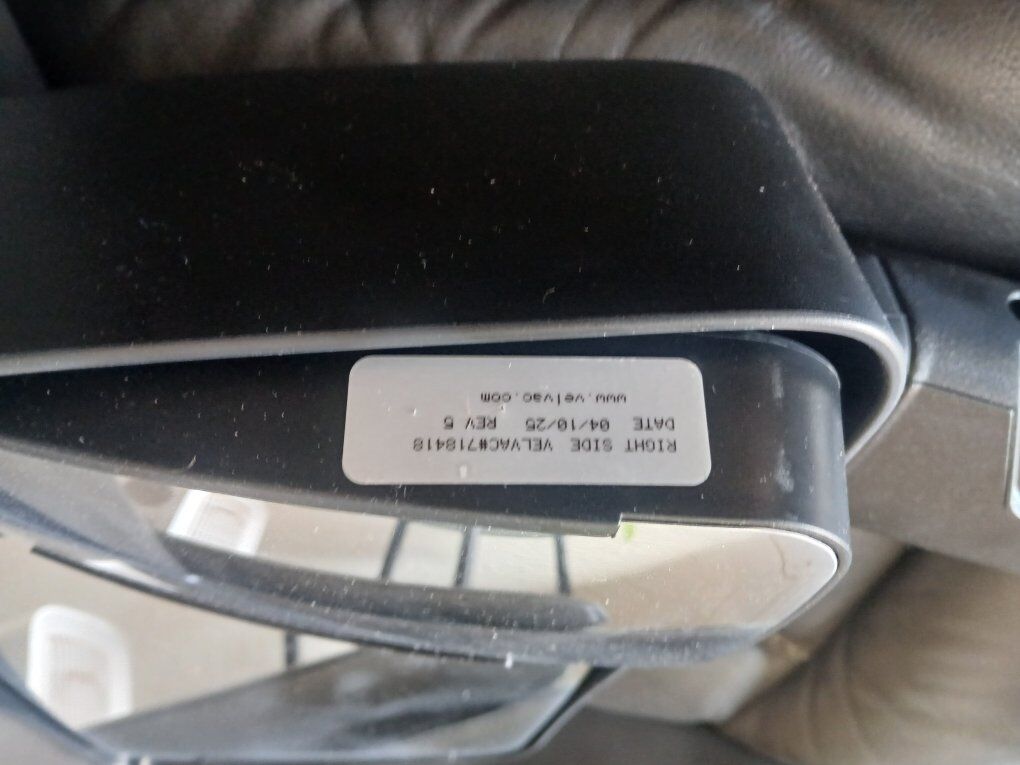 RIGHT SIDE VELVAC#718418
DATE 04/10/25 REV 5
www.velvac.com